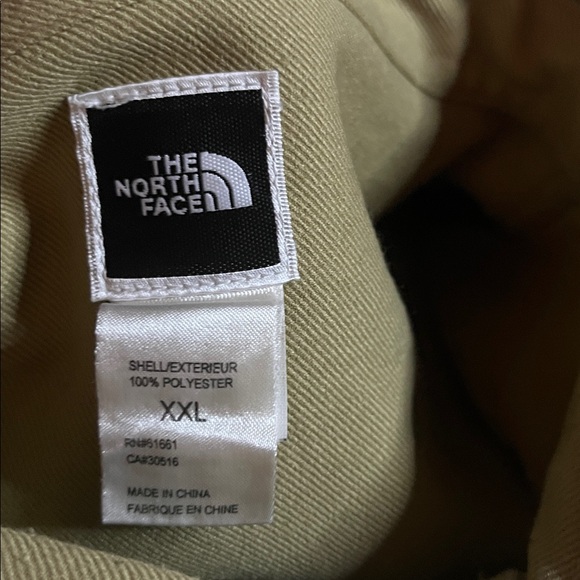 THE
NORTH
FACE
SHELL/EXTERIEUR
100% POLYESTER
XXL
RN#61661
CA#30516
MADE IN CHINA
FABRIQUE EN CHINE